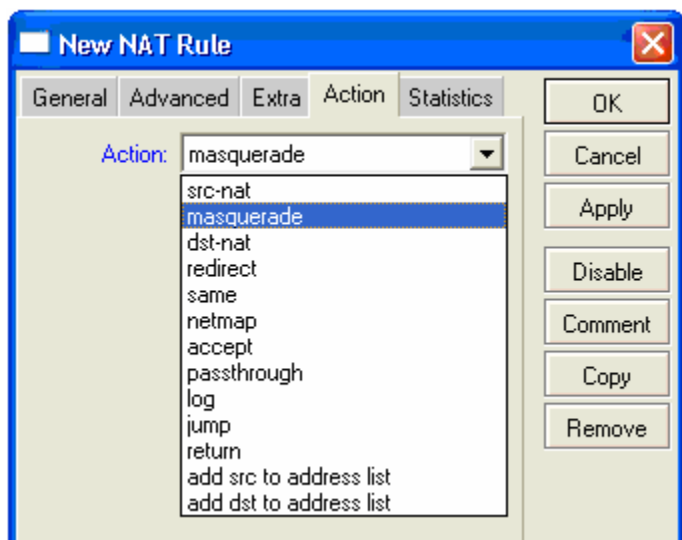 New NAT Rule
General Advanced Extra Action Statistics
OK
Action: masquerade
Cancel
src-nat
masquerade
Apply
dst-nat
redirect
Disable
same
netmap
Comment
accept
passthrough
Copy
log
jump
Remove
return
add src to address list
add dst to address list